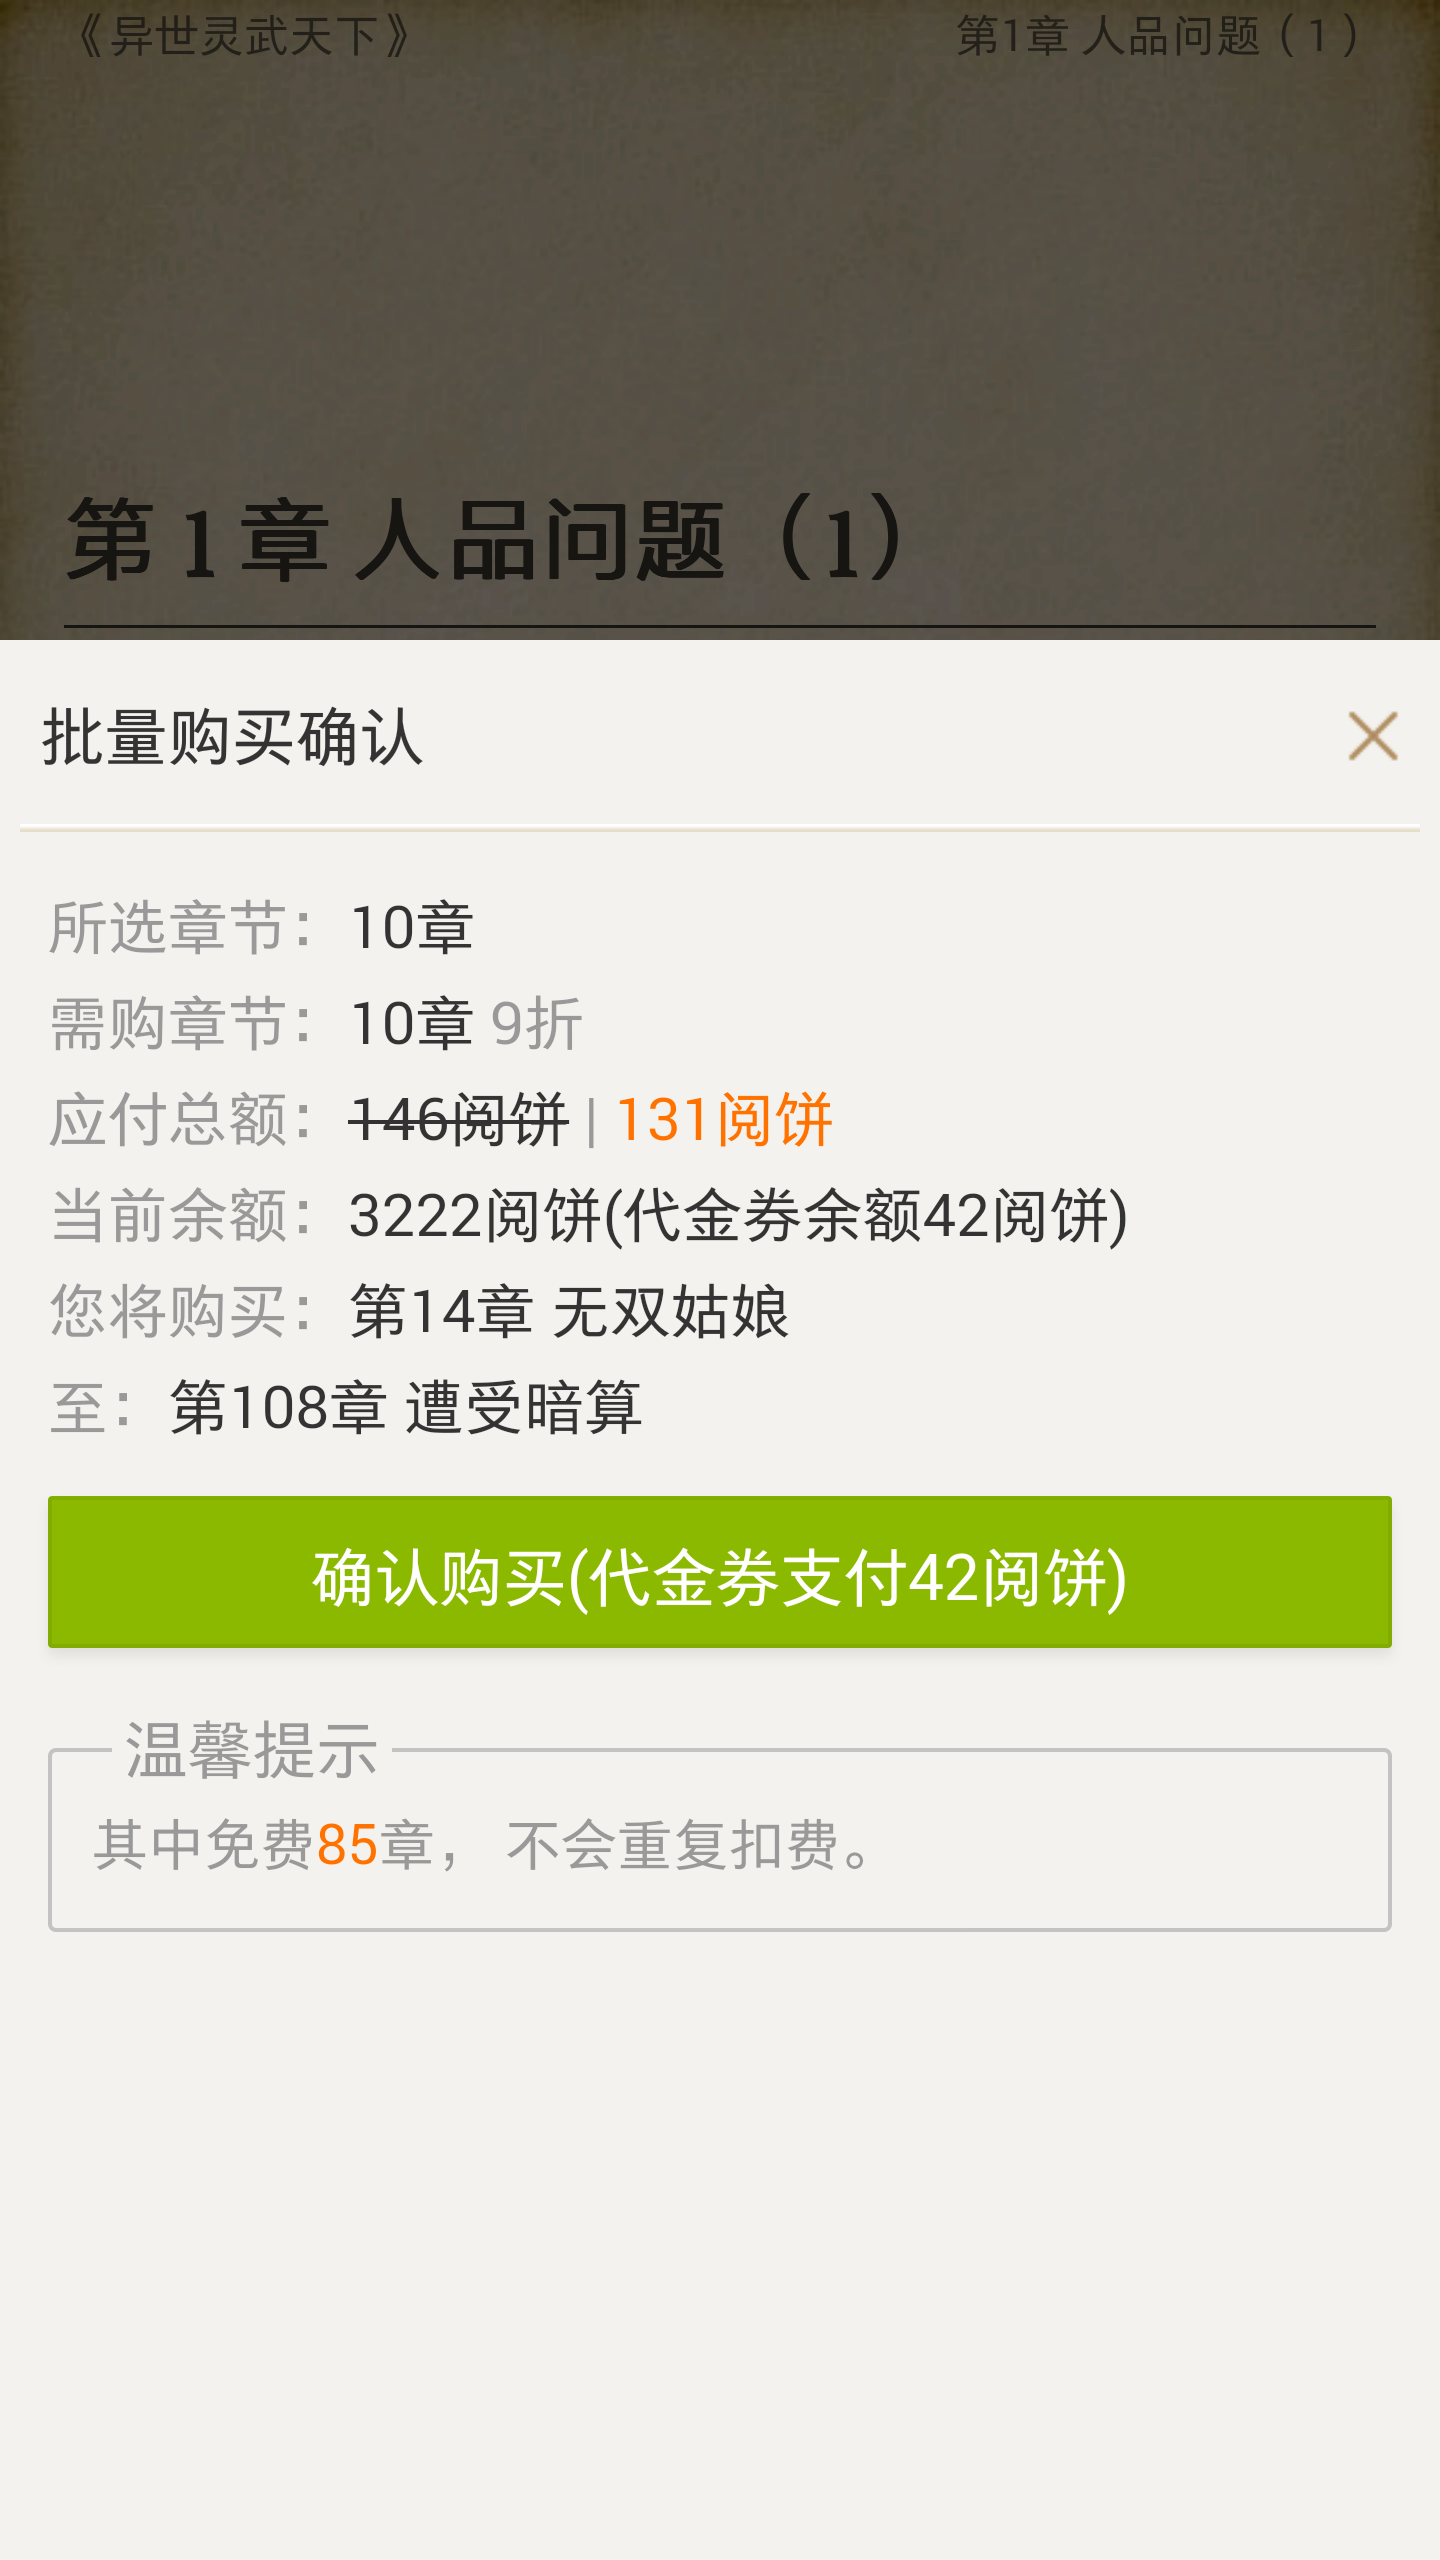 《异世灵武天下》 第1章 人品问题（1）
第1章 人品问题（1）
批量购买确认
所选章节：10章
需购章节：10章 9折
应付总额：146阅饼 | 131阅饼
当前余额：3222阅饼(代金券余额42阅饼)
您将购买：第14章 无双姑娘
至：第108章 遭受暗算
确认购买(代金券支付42阅饼)
温馨提示
其中免费85章，不会重复扣费。